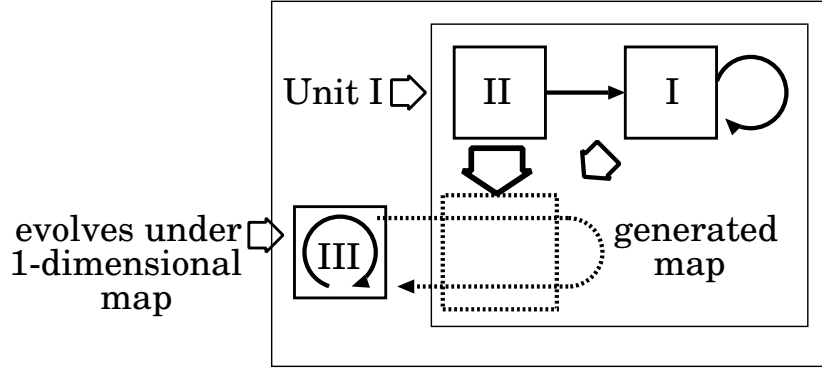 Unit I
II
I
evolves under
1-dimensional
map
III
generated
map